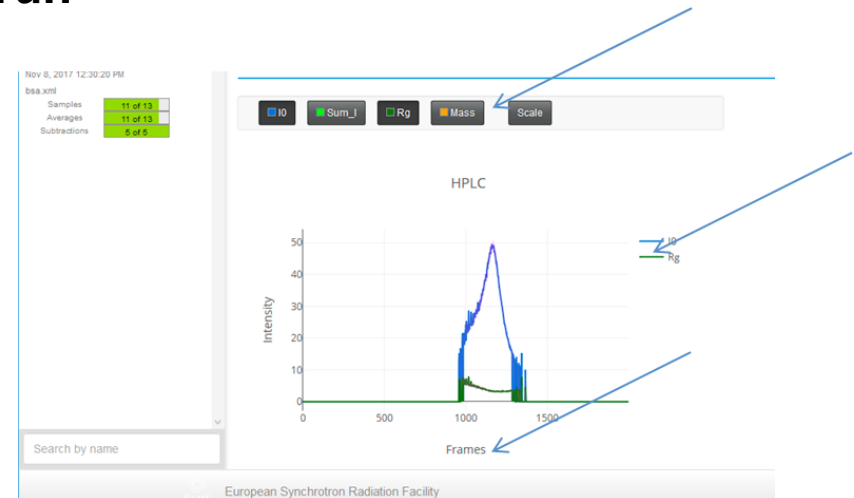 Nov 8, 2017 12:30:20 PM
bsa.xml
Samples 11 of 13
Averages 11 of 13
Subtractions 5 of 5
Search by name
I0 Sum_I Rg Mass Scale
HPLC
50
40
30
20
10
0
Intensity
0 500 1000 1500
Frames
I0
Rg
European Synchrotron Radiation Facility